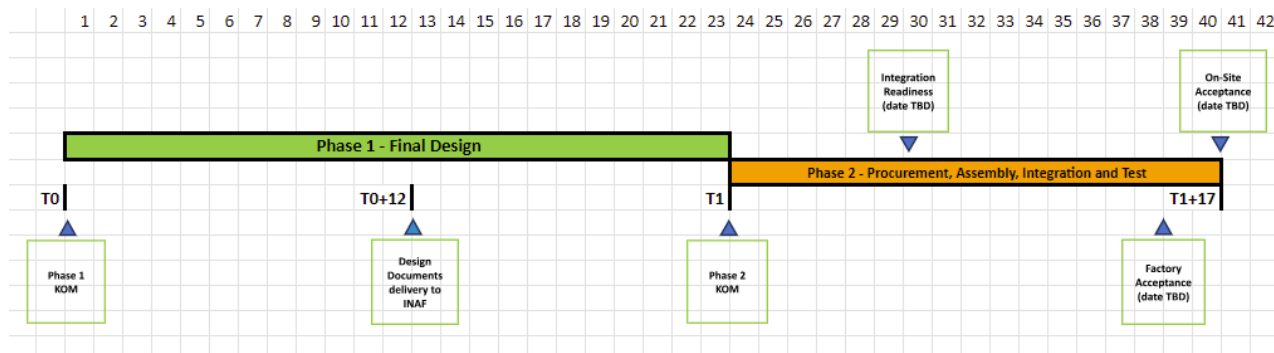 1 2 3 4 5 6 7 8 9 10 11 12 13 14 15 16 17 18 19 20 21 22 23 24 25 26 27 28 29 30 31 32 33 34 35 36 37 38 39 40 41 42
Integration
Readiness
(date TBD)
On-Site
Acceptance
(date TBD)
Phase 1 - Final Design
Phase 2 - Procurement, Assembly, Integration and Test
T0
T0+12
T1
T1+17
Phase 1
KOM
Design
Documents
delivery to
INAF
Phase 2
KOM
Factory
Acceptance
(date TBD)